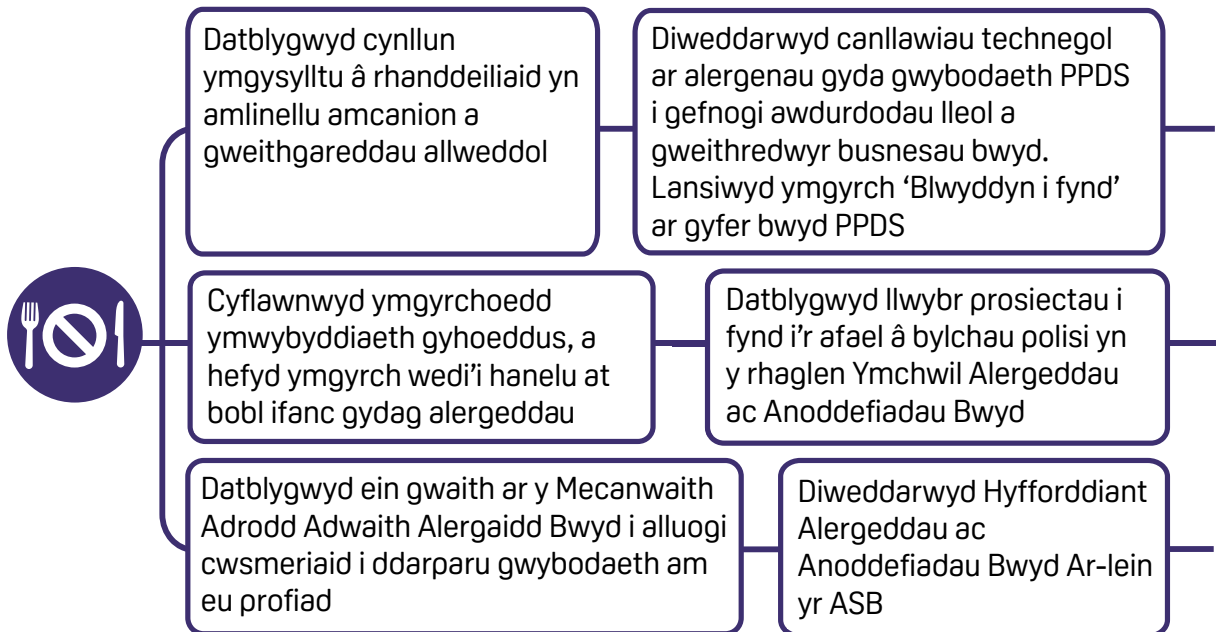 Datblygwyd cynllun
ymgysylltu â rhanddeiliaid yn
amlinellu amcanion a
gweithgareddau allweddol
Diweddarwyd canllawiau technegol
ar alergenau gyda gwybodaeth PPDS
i gefnogi awdurdodau lleol a
gweithredwyr busnesau bwyd.
Lansiwyd ymgyrch ‘Blwyddyn i fynd’
ar gyfer bwyd PPDS
Cyflawnwyd ymgyrchoedd
ymwybyddiaeth gyhoeddus, a
hefyd ymgyrch wedi’i hanelu at
bobl ifanc gydag alergeddau
Datblygwyd llwybr prosiectau i
fynd i’r afael â bylchau polisi yn
y rhaglen Ymchwil Alergeddau
ac Anoddefiadau Bwyd
Datblygwyd ein gwaith ar y Mecanwaith
Adrodd Adwaith Alergaidd Bwyd i alluogi
cwsmeriaid i ddarparu gwybodaeth am
eu profiad
Diweddarwyd Hyfforddiant
Alergeddau ac
Anoddefiadau Bwyd Ar-lein
yr ASB